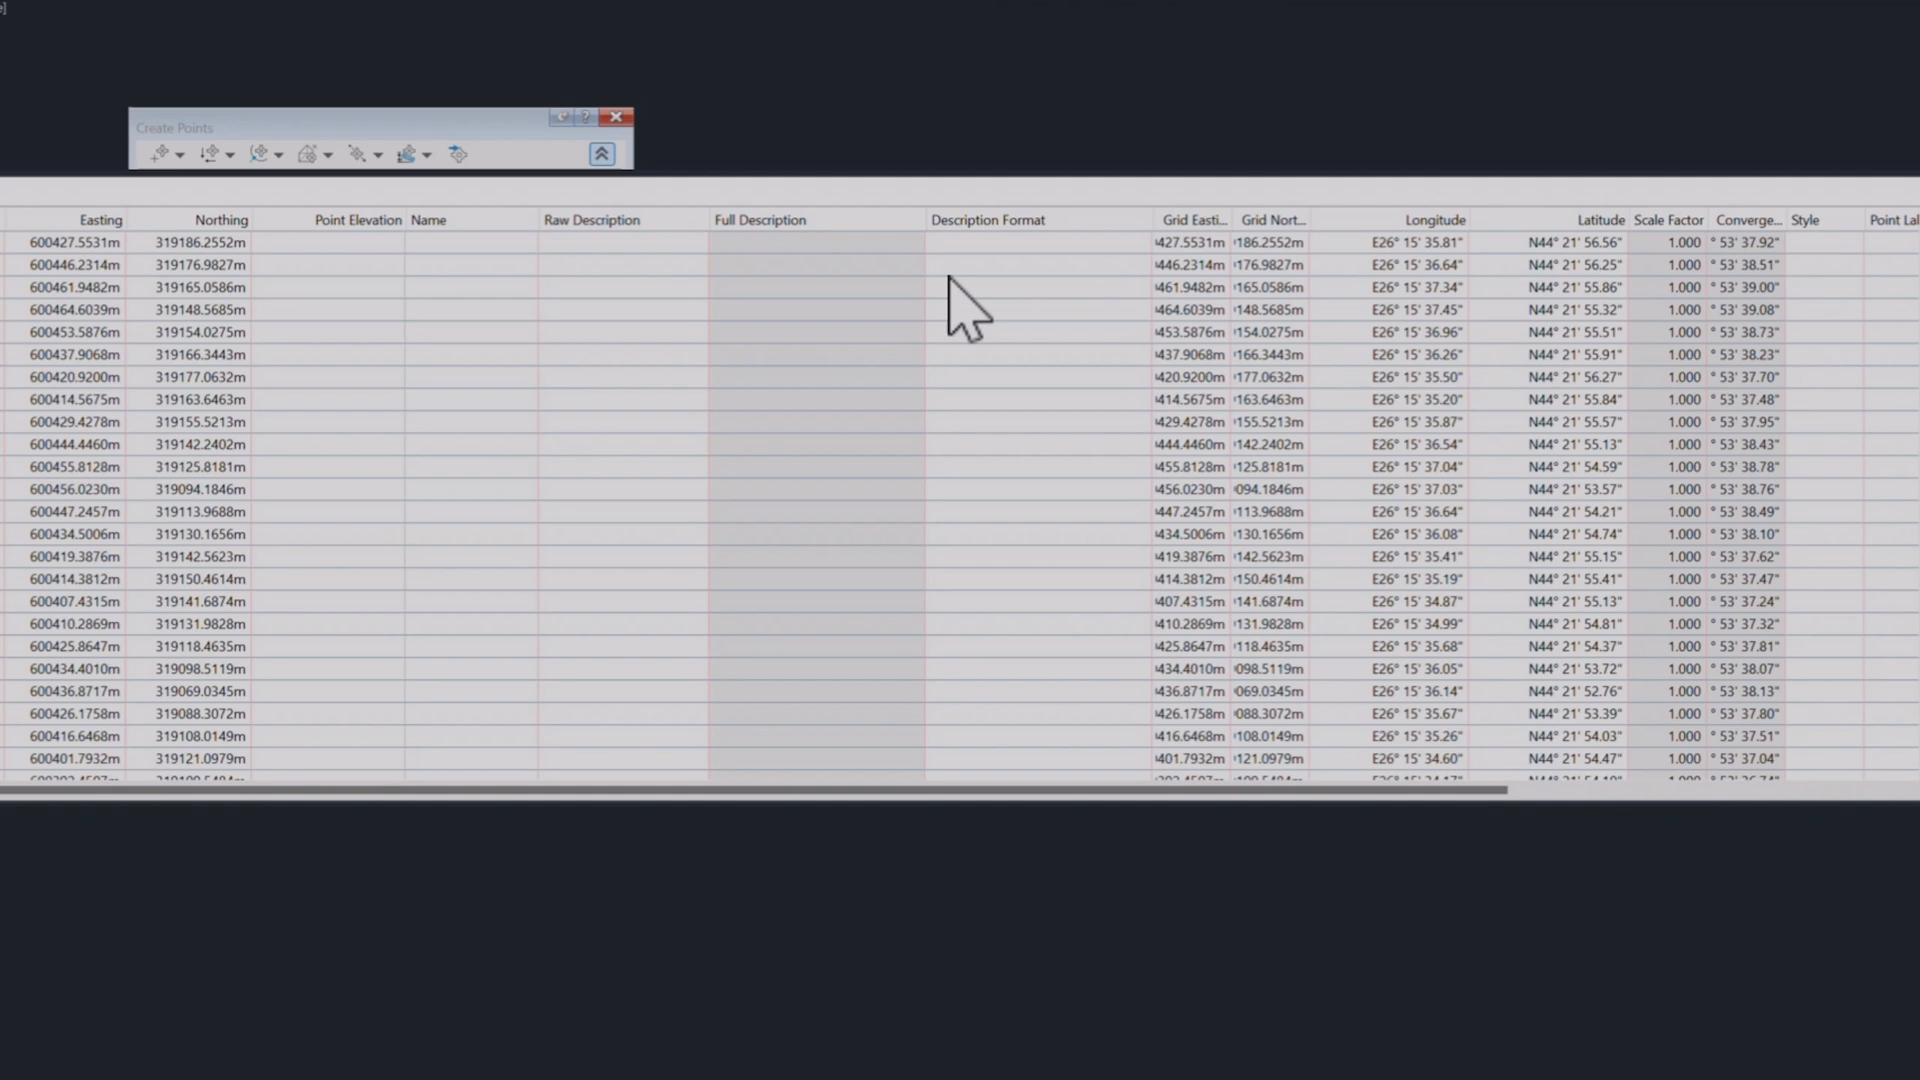 e]
Create Points
Easting Northing Point Elevation Name Raw Description Full Description Description Format Grid Easti... Grid Nort... Longitude Latitude Scale Factor Converge... Style Point Lal
600427.5531m 319186.2552m 427.5531m 186.2552m E26° 15' 35.81" N44° 21' 56.56" 1.000 ° 53' 37.92"
600446.2314m 319176.9827m 446.2314m 176.9827m E26° 15' 36.64" N44° 21' 56.25" 1.000 ° 53' 38.51"
600461.9482m 319165.0586m 461.9482m 165.0586m E26° 15' 37.34" N44° 21' 55.86" 1.000 ° 53' 39.00"
600464.6039m 319148.5685m 464.6039m 148.5685m E26° 15' 37.45" N44° 21' 55.32" 1.000 ° 53' 39.08"
600453.5876m 319154.0275m 453.5876m 154.0275m E26° 15' 36.96" N44° 21' 55.51" 1.000 ° 53' 38.73"
600437.9068m 319166.3443m 437.9068m 166.3443m E26° 15' 36.26" N44° 21' 55.91" 1.000 ° 53' 38.23"
600420.9200m 319177.0632m 420.9200m 177.0632m E26° 15' 35.50" N44° 21' 56.27" 1.000 ° 53' 37.70"
600414.5675m 319163.6463m 414.5675m 163.6463m E26° 15' 35.20" N44° 21' 55.84" 1.000 ° 53' 37.48"
600429.4278m 319155.5213m 429.4278m 155.5213m E26° 15' 35.87" N44° 21' 55.57" 1.000 ° 53' 37.95"
600444.4460m 319142.2402m 444.4460m 142.2402m E26° 15' 36.54" N44° 21' 55.13" 1.000 ° 53' 38.43"
600455.8128m 319125.8181m 455.8128m 125.8181m E26° 15' 37.04" N44° 21' 54.59" 1.000 ° 53' 38.78"
600456.0230m 319094.1846m 456.0230m 094.1846m E26° 15' 37.03" N44° 21' 53.57" 1.000 ° 53' 38.76"
600447.2457m 319113.9688m 447.2457m 113.9688m E26° 15' 36.64" N44° 21' 54.21" 1.000 ° 53' 38.49"
600434.5006m 319130.1656m 434.5006m 130.1656m E26° 15' 36.08" N44° 21' 54.74" 1.000 ° 53' 38.10"
600419.3876m 319142.5623m 419.3876m 142.5623m E26° 15' 35.41" N44° 21' 55.15" 1.000 ° 53' 37.62"
600414.3812m 319150.4614m 414.3812m 150.4614m E26° 15' 35.19" N44° 21' 55.41" 1.000 ° 53' 37.47"
600407.4315m 319141.6874m 407.4315m 141.6874m E26° 15' 34.87" N44° 21' 55.13" 1.000 ° 53' 37.24"
600410.2869m 319131.9828m 410.2869m 131.9828m E26° 15' 34.99" N44° 21' 54.81" 1.000 ° 53' 37.32"
600425.8647m 319118.4635m 425.8647m 118.4635m E26° 15' 35.68" N44° 21' 54.37" 1.000 ° 53' 37.81"
600434.4010m 319098.5119m 434.4010m 098.5119m E26° 15' 36.05" N44° 21' 53.72" 1.000 ° 53' 38.07"
600436.8717m 319069.0345m 436.8717m 069.0345m E26° 15' 36.14" N44° 21' 52.76" 1.000 ° 53' 38.13"
600426.1758m 319088.3072m 426.1758m 088.3072m E26° 15' 35.67" N44° 21' 53.39" 1.000 ° 53' 37.80"
600416.6468m 319108.0149m 416.6468m 108.0149m E26° 15' 35.26" N44° 21' 54.03" 1.000 ° 53' 37.51"
600401.7932m 319121.0979m 401.7932m 121.0979m E26° 15' 34.60" N44° 21' 54.47" 1.000 ° 53' 37.04"